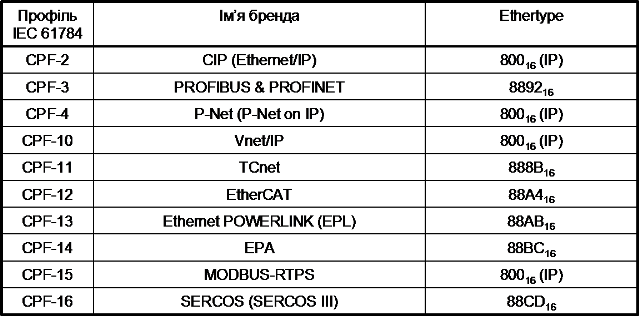 Профіль IEC 61784 Ім’я бренда Ethertype
CPF-2 CIP (Ethernet/IP) 800₁₆ (IP)
CPF-3 PROFIBUS & PROFINET 8892₁₆
CPF-4 P-Net (P-Net on IP) 800₁₆ (IP)
CPF-10 Vnet/IP 800₁₆ (IP)
CPF-11 TCnet 888B₁₆
CPF-12 EtherCAT 88A4₁₆
CPF-13 Ethernet POWERLINK (EPL) 88AB₁₆
CPF-14 EPA 88BC₁₆
CPF-15 MODBUS-RTPS 800₁₆ (IP)
CPF-16 SERCOS (SERCOS III) 88CD₁₆